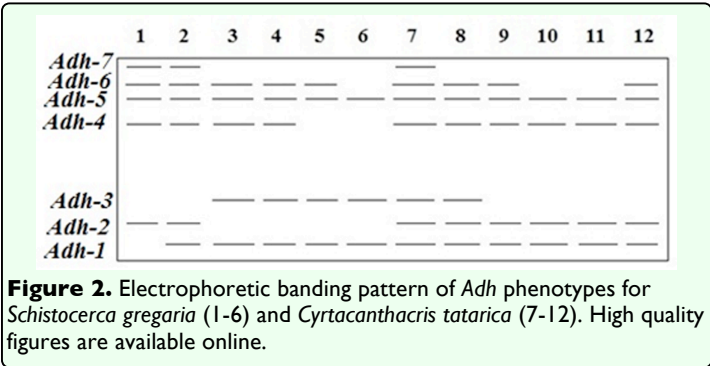 1 2 3 4 5 6 7 8 9 10 11 12
Adh-7
Adh-6
Adh-5
Adh-4
Adh-3
Adh-2
Adh-1
Figure 2. Electrophoretic banding pattern of Adh phenotypes for
Schistocerca gregaria (1-6) and Cyrtacanthacris tatarica (7-12). High quality
figures are available online.